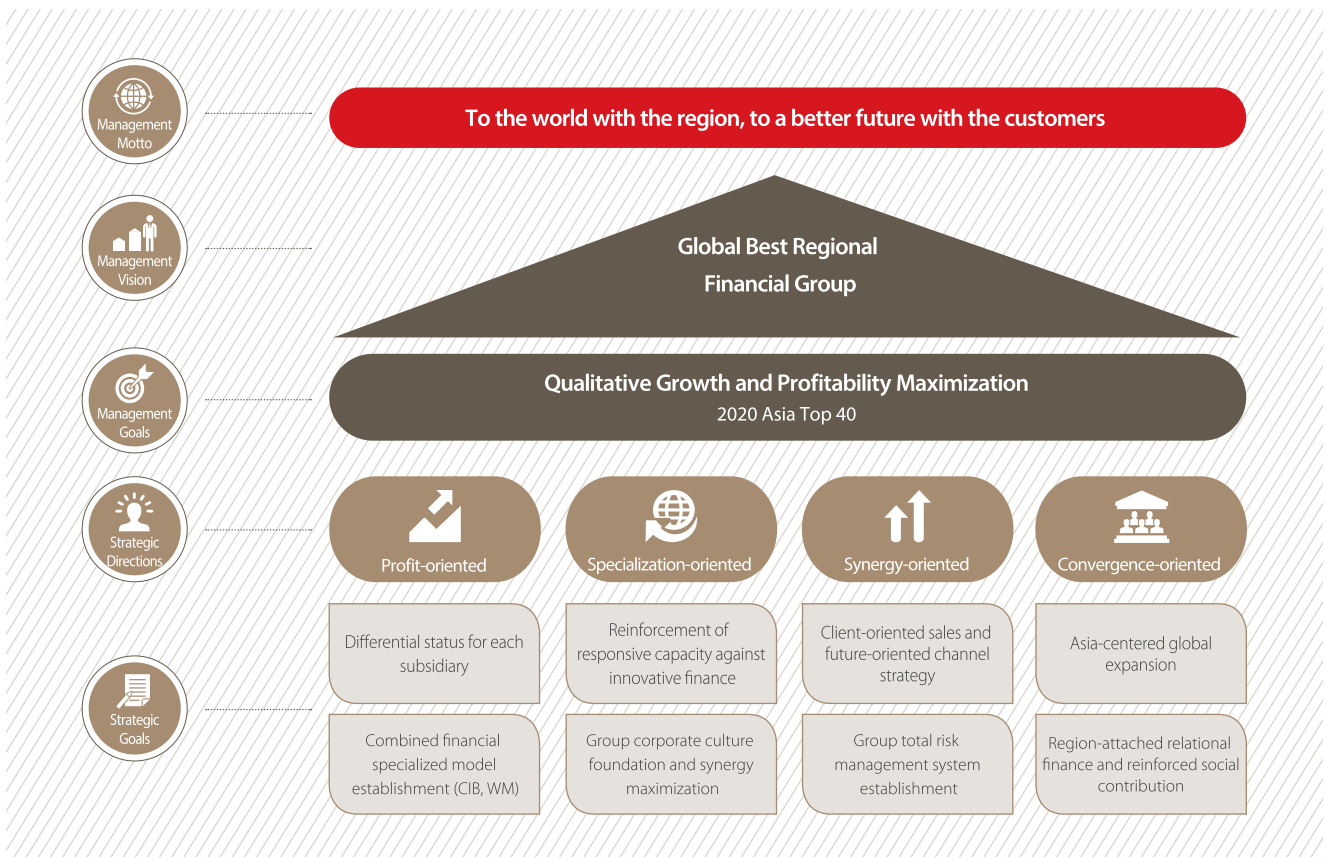 Management
Motto
To the world with the region, to a better future with the customers
Management
Vision
Global Best Regional
Financial Group
Management
Goals
Qualitative Growth and Profitability Maximization
2020 Asia Top 40
Strategic
Directions
Profit-oriented
Specialization-oriented
Synergy-oriented
Convergence-oriented
Strategic
Goals
Differential status for each
subsidiary
Reinforcement of
responsive capacity against
innovative finance
Client-oriented sales and
future-oriented channel
strategy
Asia-centered global
expansion
Combined financial
specialized model
establishment (CIB, WM)
Group corporate culture
foundation and synergy
maximization
Group total risk
management system
establishment
Region-attached relational
finance and reinforced social
contribution